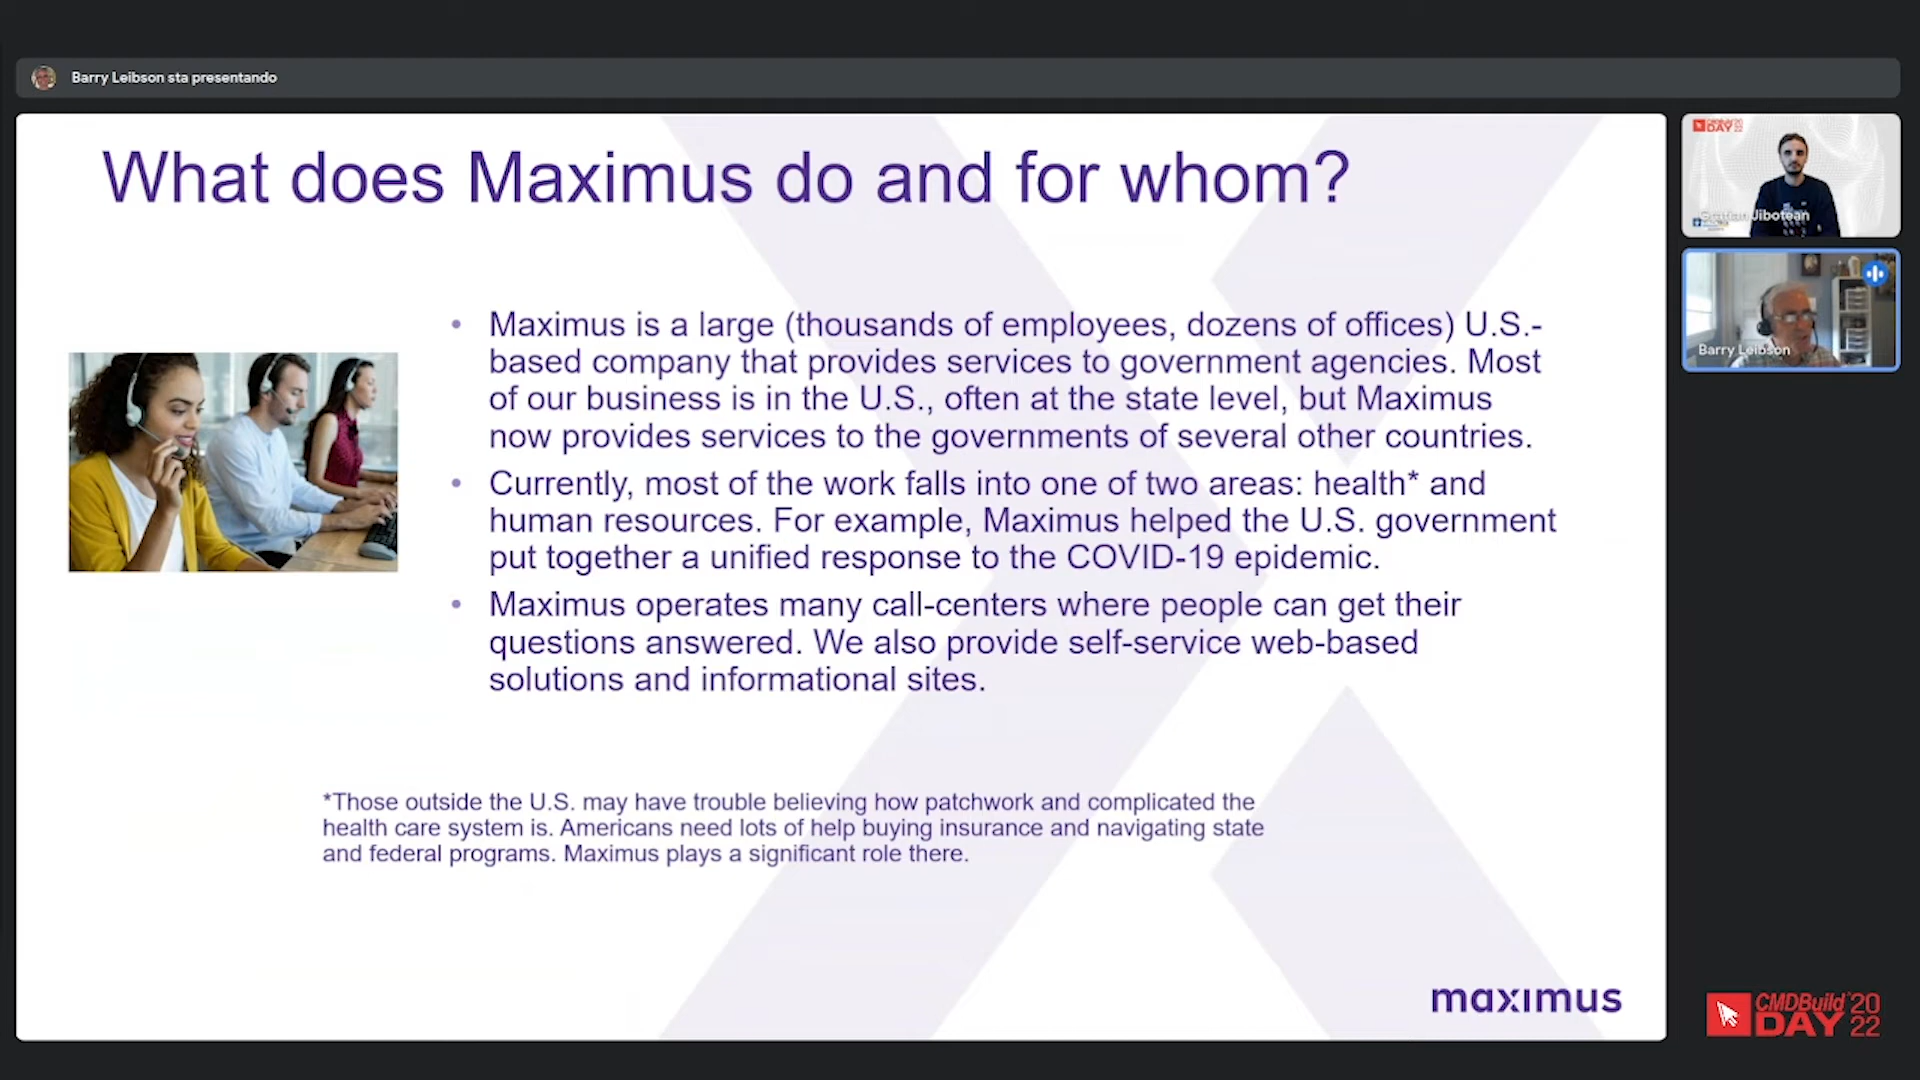 Barry Leibson sta presentando
What does Maximus do and for whom?
• Maximus is a large (thousands of employees, dozens of offices) U.S.-
based company that provides services to government agencies. Most
of our business is in the U.S., often at the state level, but Maximus
now provides services to the governments of several other countries.
• Currently, most of the work falls into one of two areas: health* and
human resources. For example, Maximus helped the U.S. government
put together a unified response to the COVID-19 epidemic.
• Maximus operates many call-centers where people can get their
questions answered. We also provide self-service web-based
solutions and informational sites.
*Those outside the U.S. may have trouble believing how patchwork and complicated the
health care system is. Americans need lots of help buying insurance and navigating state
and federal programs. Maximus plays a significant role there.
maximus
CMDBuild 20
DAY 22
Jibotean
Barry Leibson
CMDBuild 20
DAY 22